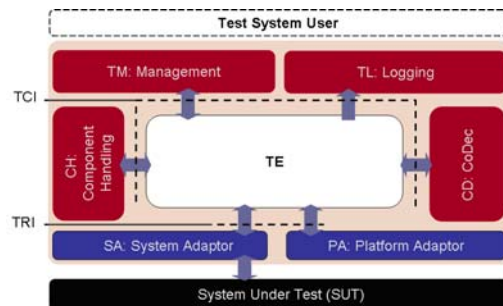 Test System User
TM: Management
TL: Logging
TCI
CH:
Component
Handling
TE
CD: CoDec
TRI
SA: System Adaptor
PA: Platform Adaptor
System Under Test (SUT)